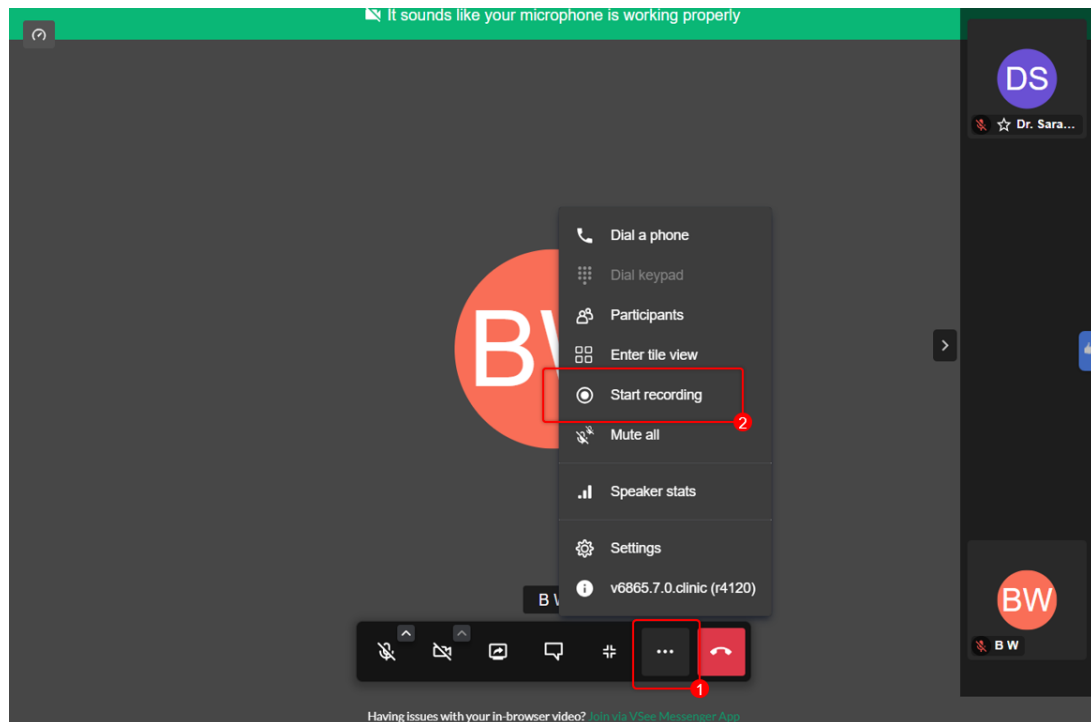 It sounds like your microphone is working properly
DS
Dr. Sara...
Dial a phone
Dial keypad
Participants
Enter tile view
BW
Start recording
2
Mute all
Speaker stats
Settings
v6865.7.0.clinic (r4120)
B
BW
B W
1
Having issues with your in-browser video? Join via VSee Messenger App